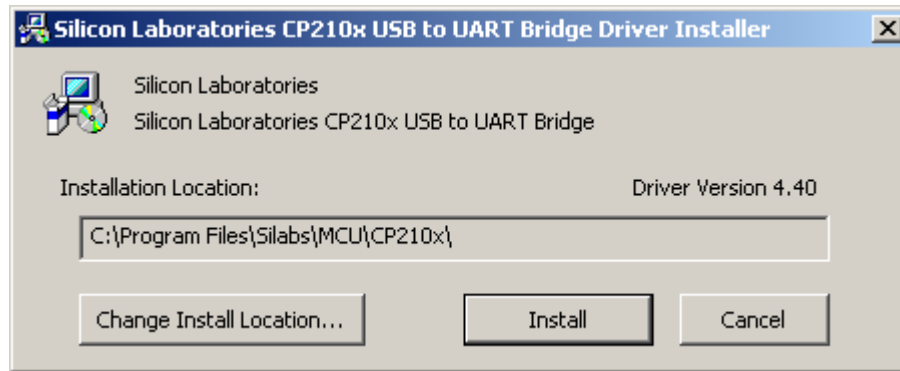 Silicon Laboratories CP210x USB to UART Bridge Driver Installer
Silicon Laboratories
Silicon Laboratories CP210x USB to UART Bridge
Installation Location: Driver Version 4.40
C:\Program Files\Silabs\MCU\CP210x\
Change Install Location... Install Cancel